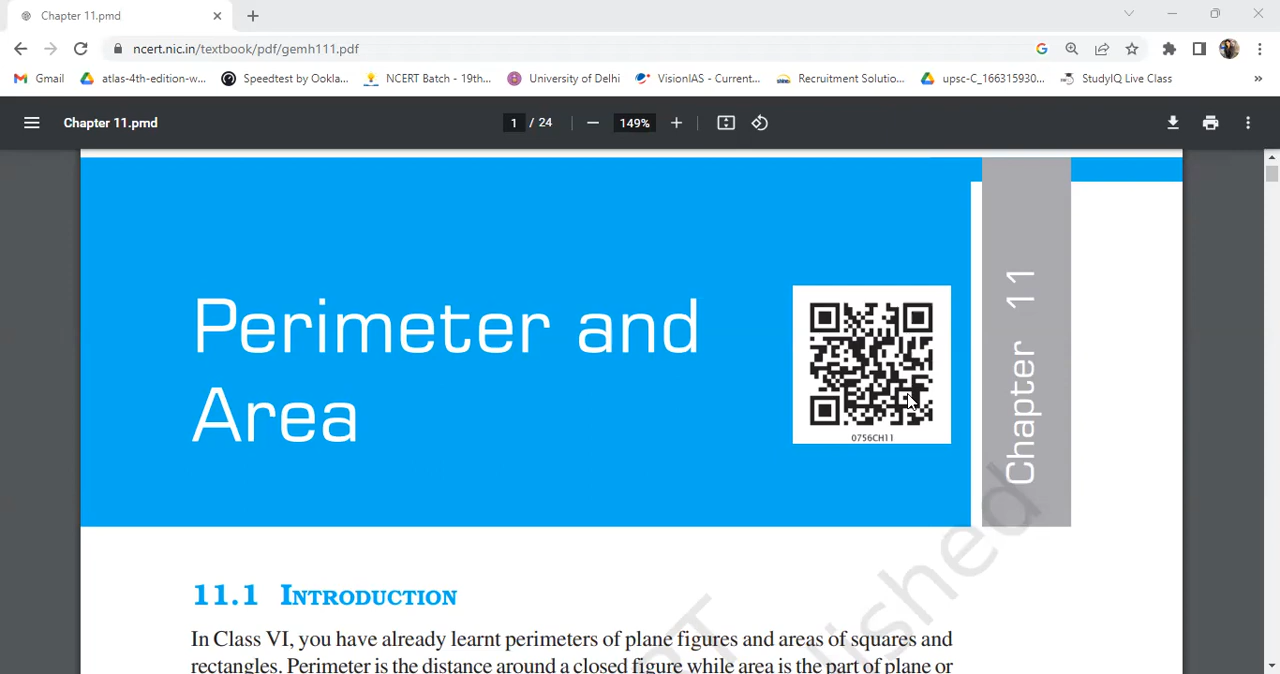 Chapter 11.pmd
ncert.nic.in/textbook/pdf/gemh111.pdf
Gmail
atlas-4th-edition-w...
Speedtest by Ookla...
NCERT Batch - 19th...
University of Delhi
VisionIAS - Current...
Recruitment Solutio...
upsc-C_166315930...
StudyIQ Live Class
»
Chapter 11.pmd
1 / 24
149%
Perimeter and
Area
0756CH11
Chapter 11
11.1 INTRODUCTION
In Class VI, you have already learnt perimeters of plane figures and areas of squares and
rectangles. Perimeter is the distance around a closed figure while area is the part of plane or